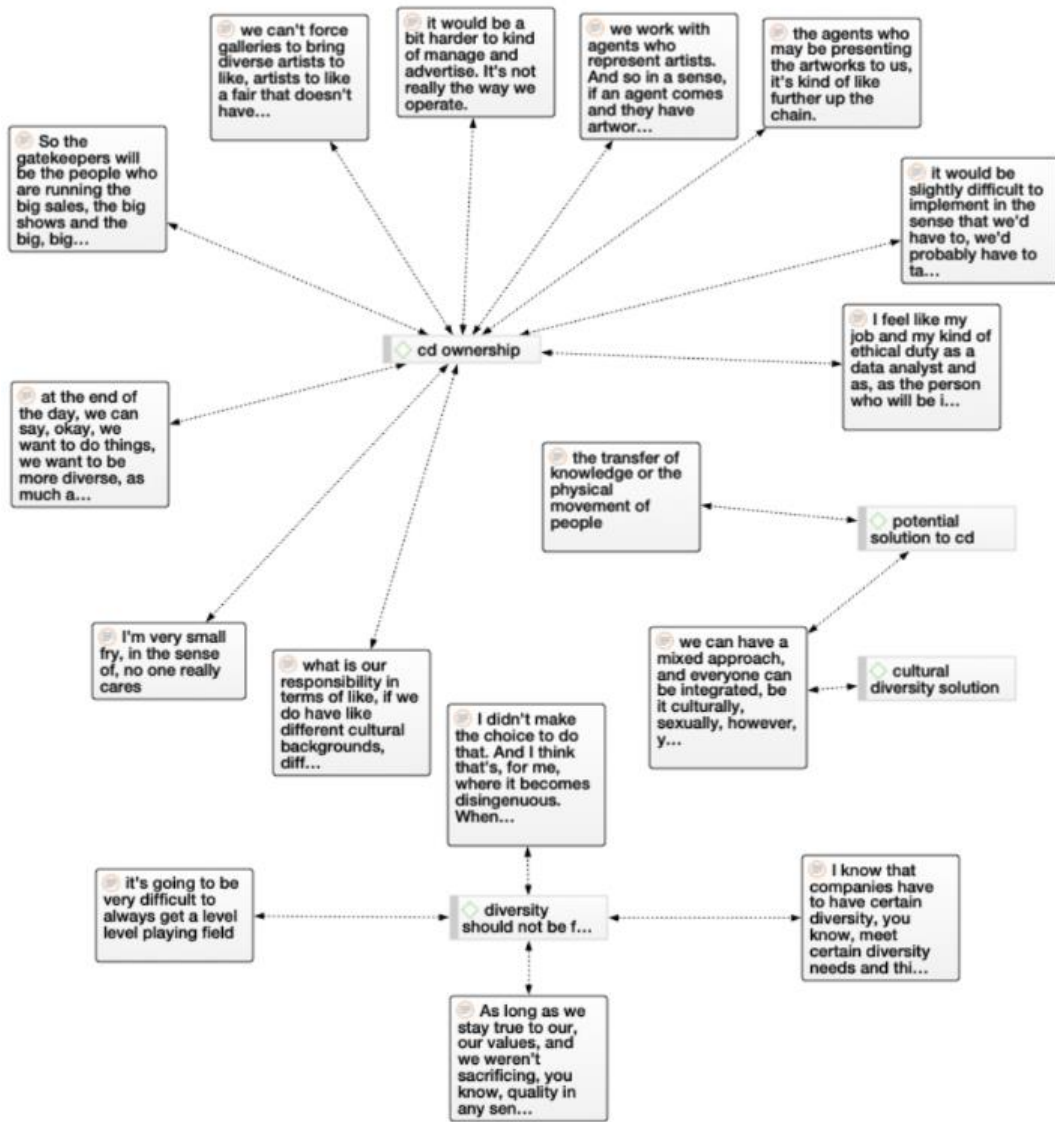 we can't force
galleries to bring
diverse artists to
like, artists to like
a fair that doesn't
have…
it would be a
bit harder to kind
of manage and
advertise. It's not
really the way we
operate.
we work with
agents who
represent artists.
And so in a sense,
if an agent comes
and they have
artwor…
the agents who
may be presenting
the artworks to us,
it's kind of like
further up the
chain.
So the
gatekeepers will
be the people who
are running the
big sales, the big
shows and the
big, big…
it would be
slightly difficult to
implement in the
sense that we'd
have to, we'd
probably have to
ta…
cd ownership
I feel like my
job and my kind of
ethical duty as a
data analyst and
as, as the person
who will be i…
at the end of
the day, we can
say, okay, we
want to do things,
we want to be
more diverse, as
much a…
the transfer of
knowledge or the
physical
movement of
people
potential
solution to cd
I'm very small
fry, in the sense
of, no one really
cares
what is our
responsibility in
terms of like, if we
do have like
different cultural
backgrounds,
diff…
we can have a
mixed approach,
and everyone can
be integrated, be
it culturally,
sexually, however,
y…
cultural
diversity solution
I didn't make
the choice to do
that. And I think
that's, for me,
where it becomes
disingenuous.
When…
it's going to be
very difficult to
always get a level
level playing field
diversity
should not be f…
I know that
companies have
to have certain
diversity, you
know, meet
certain diversity
needs and thi…
As long as we
stay true to our,
our values, and
we weren't
sacrificing, you
know, quality in
any sen…